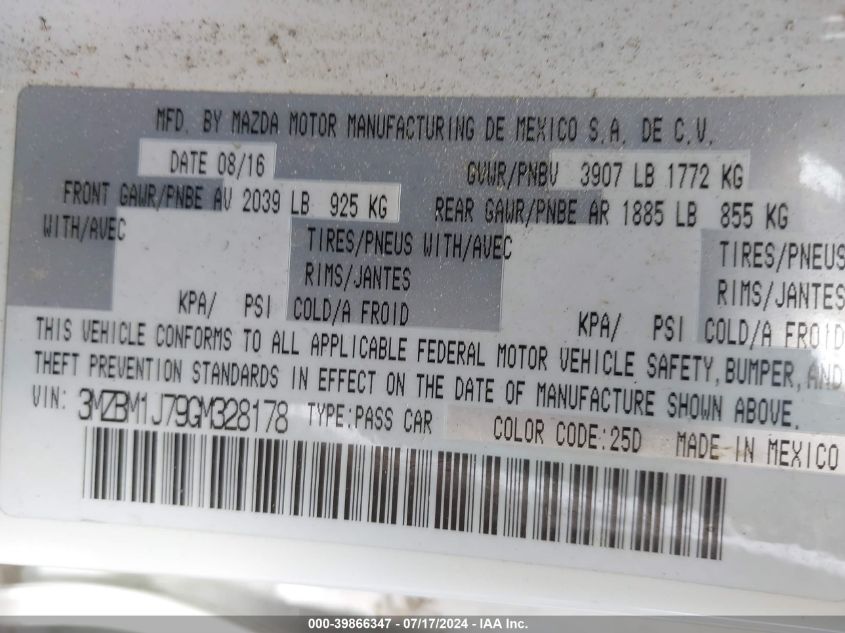 MFD. BY MAZDA MOTOR MANUFACTURING DE MEXICO S.A. DE C.V.
DATE 08/16 GVWR/PNBV 3907 LB 1772 KG
FRONT GAWR/PNBE AV 2039 LB 925 KG REAR GAWR/PNBE AR 1885 LB 855 KG
WITH/AVEC TIRES/PNEUS WITH/AVEC TIRES/PNEUS
RIMS/JANTES RIMS/JANTES
KPA/ PSI COLD/A FROID KPA/ PSI COLD/A FROID
THIS VEHICLE CONFORMS TO ALL APPLICABLE FEDERAL MOTOR VEHICLE SAFETY, BUMPER, AND
THEFT PREVENTION STANDARDS IN EFFECT ON THE DATE OF MANUFACTURE SHOWN ABOVE.
VIN: 3MZBM1J79GM328178 TYPE:PASS CAR COLOR CODE:25D MADE IN MEXICO
000-39866347 - 07/17/2024 - IAA Inc.